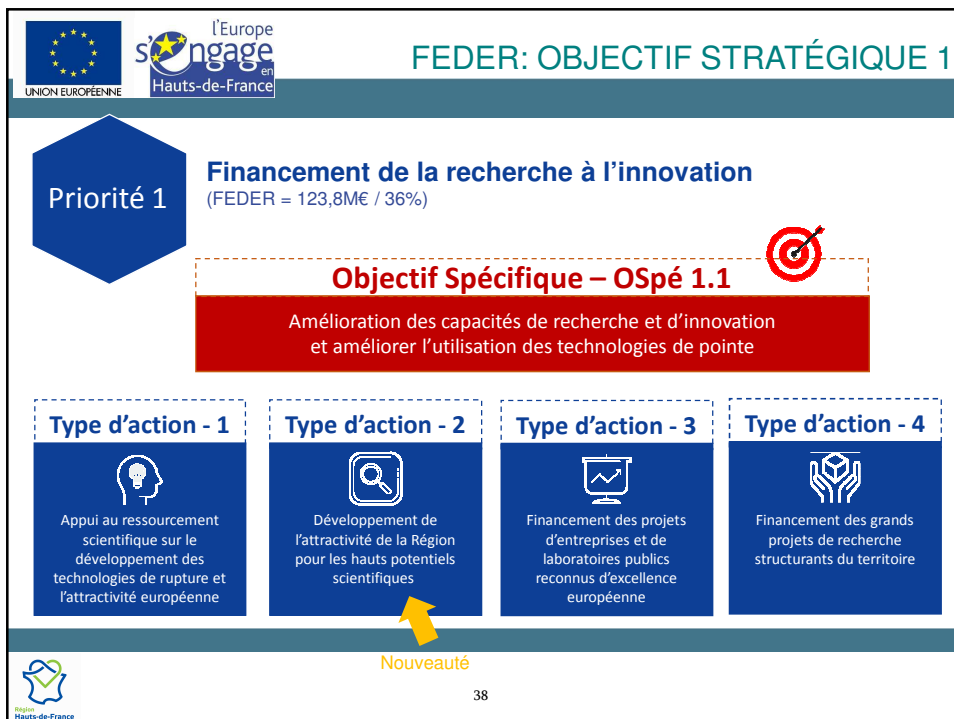 UNION EUROPÉENNE
l'Europe
s'engage
en
Hauts-de-France
FEDER: OBJECTIF STRATÉGIQUE 1
Priorité 1
Financement de la recherche à l'innovation
(FEDER = 123,8M€ / 36%)
Objectif Spécifique – OSpé 1.1
Amélioration des capacités de recherche et d'innovation
et améliorer l'utilisation des technologies de pointe
Type d'action - 1
Appui au ressourcement
scientifique sur le
développement des
technologies de rupture et
l'attractivité européenne
Type d'action - 2
Développement de
l'attractivité de la Région
pour les hauts potentiels
scientifiques
Type d'action - 3
Financement des projets
d'entreprises et de
laboratoires publics
reconnus d'excellence
européenne
Type d'action - 4
Financement des grands
projets de recherche
structurants du territoire
Nouveauté
Région
Hauts-de-France
38